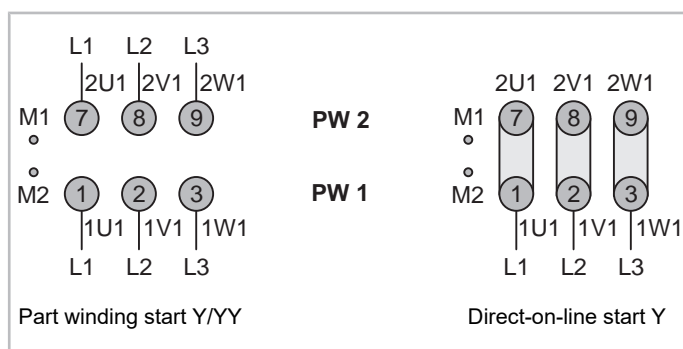 L1 L2 L3
2U1 2V1 2W1 2U1 2V1 2W1
M1 7 8 9 PW 2 M1 7 8 9
M2 1 2 3 PW 1 M2 1 2 3
1U1 1V1 1W1 1U1 1V1 1W1
L1 L2 L3 L1 L2 L3
Part winding start Y/YY Direct-on-line start Y